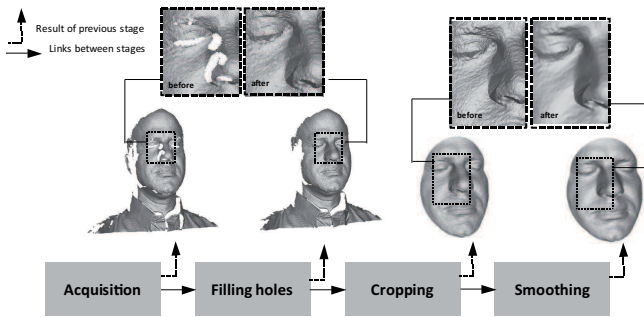 Result of previous stage
Links between stages
before
after
before
after
Acquisition
Filling holes
Cropping
Smoothing